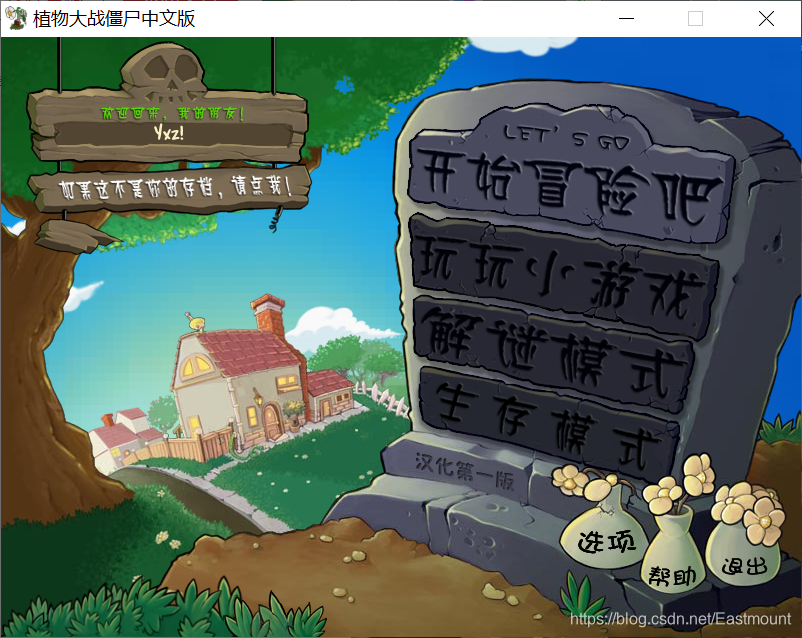 植物大战僵尸中文版
欢迎回来，我的朋友！
Yxz!
如果这不是你的存档，请点我！
LET'S GO
开始冒险吧
玩玩小游戏
解谜模式
生存模式
汉化第一版
选项
帮助
退出
https://blog.csdn.net/Eastmount